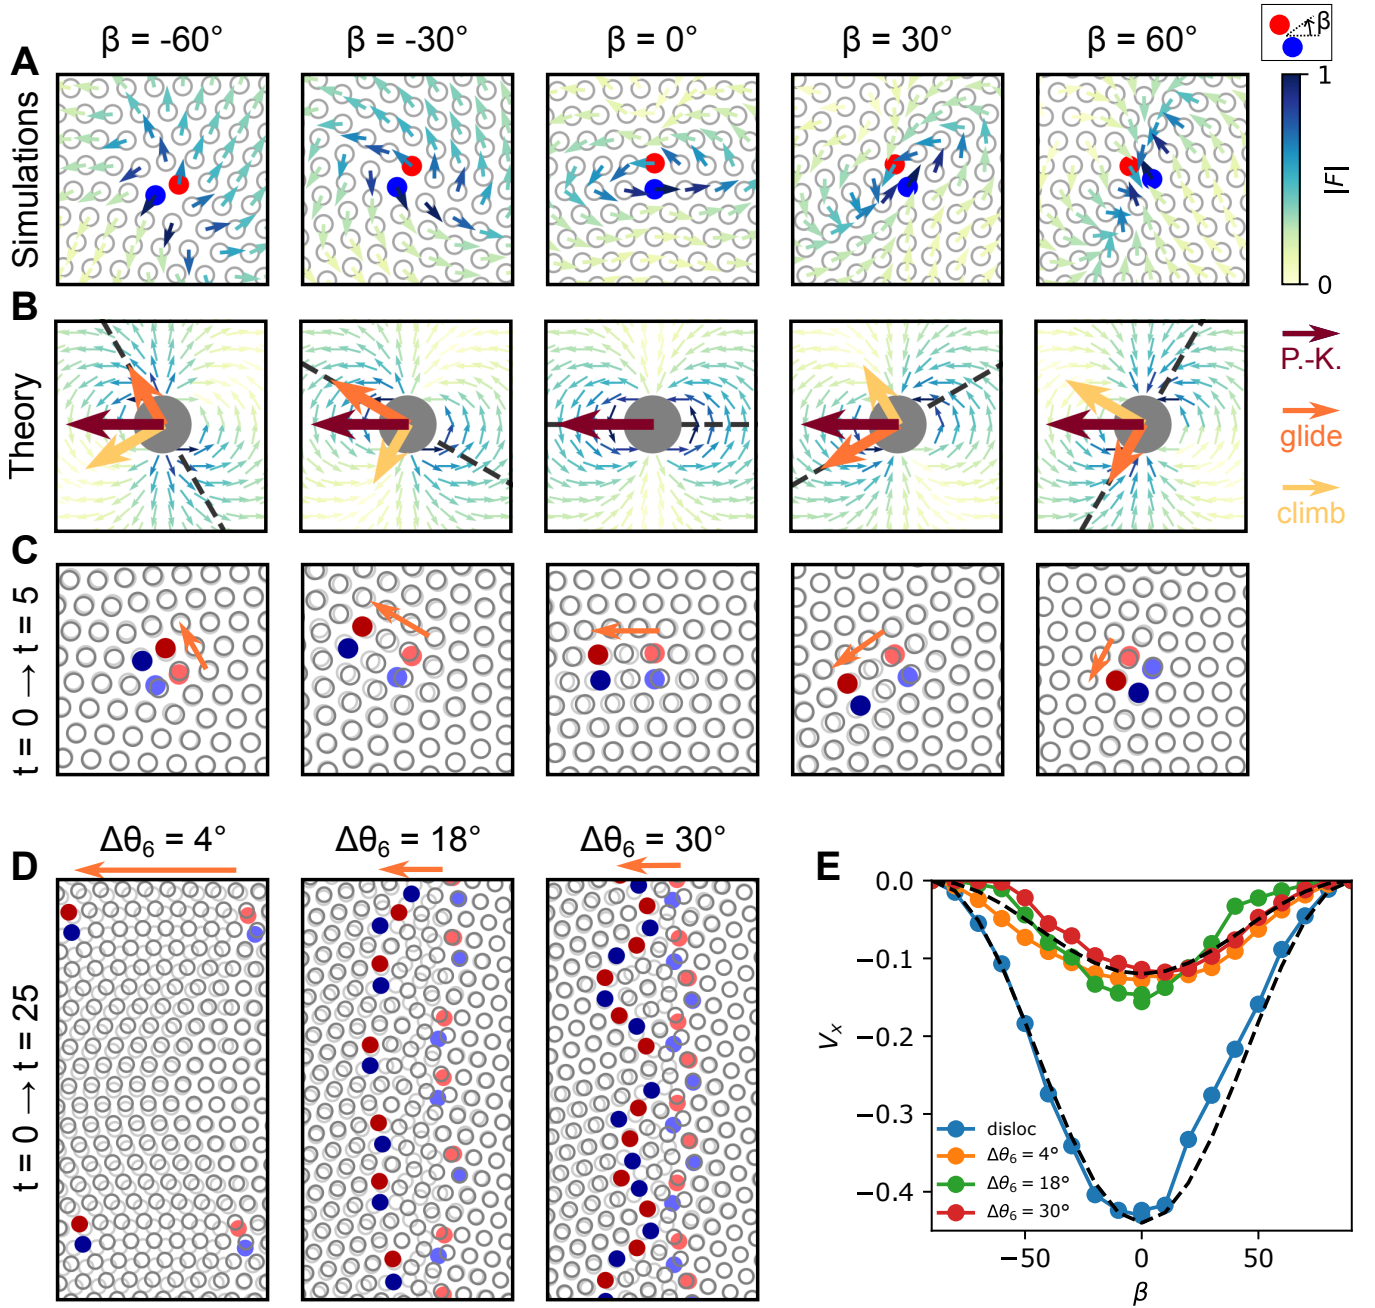 β = -60°
β = -30°
β = 0°
β = 30°
β = 60°
β
A
Simulations
1
|F|
0
B
Theory
P.-K.
glide
climb
C
t = 0 → t = 5
D
Δθ6 = 4°
Δθ6 = 18°
Δθ6 = 30°
t = 0 → t = 25
E
0.0
−0.1
−0.2
−0.3
−0.4
Vx
disloc
Δθ6 = 4°
Δθ6 = 18°
Δθ6 = 30°
−50
0
50
β